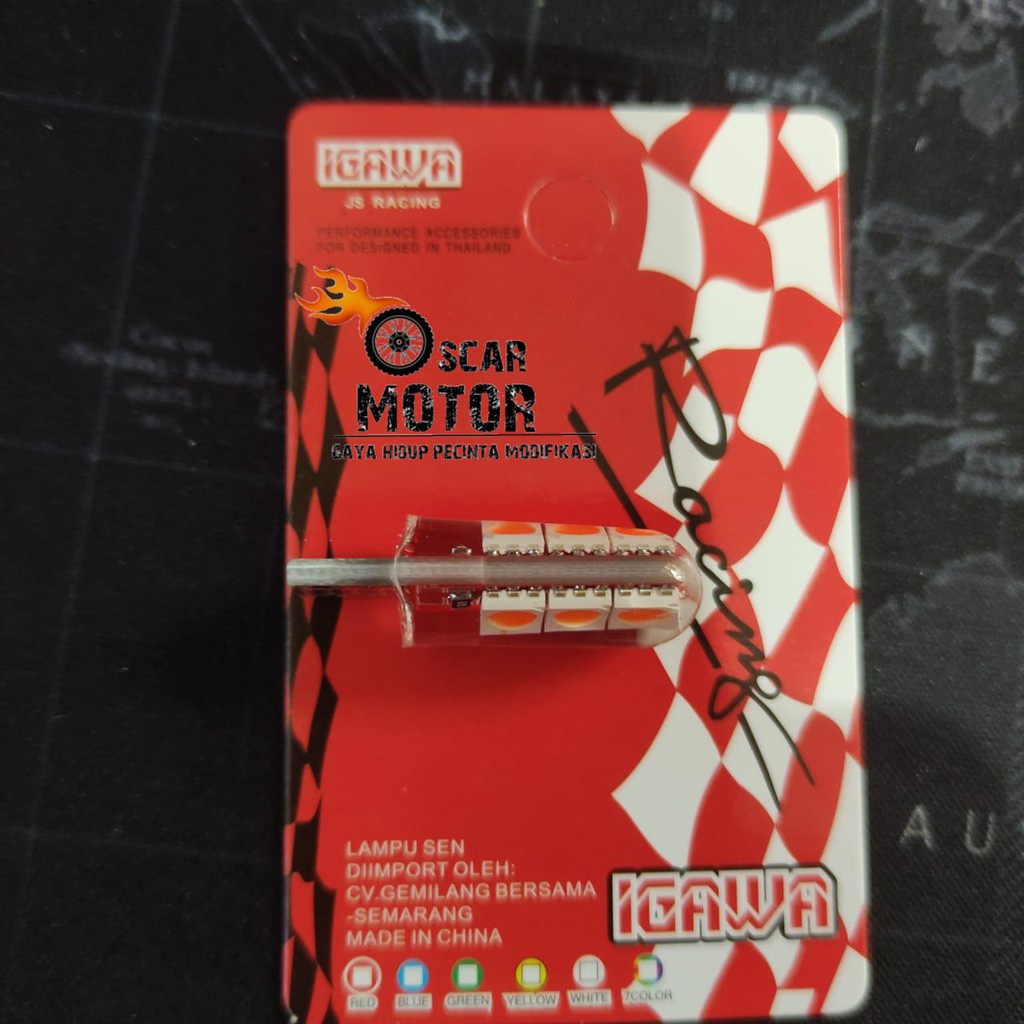 IGAWA
JS RACING
PERFORMANCE ACCESSORIES
FOR DESIGNED IN THAILAND
OSCAR
MOTOR
GAYA HIDUP PECINTA MODIFIKASI
Racing
LAMPU SEN
DIIMPORT OLEH:
CV.GEMILANG BERSAMA
-SEMARANG
MADE IN CHINA
IGAWA
RED BLUE GREEN YELLOW WHITE 7COLOR
N E
A U